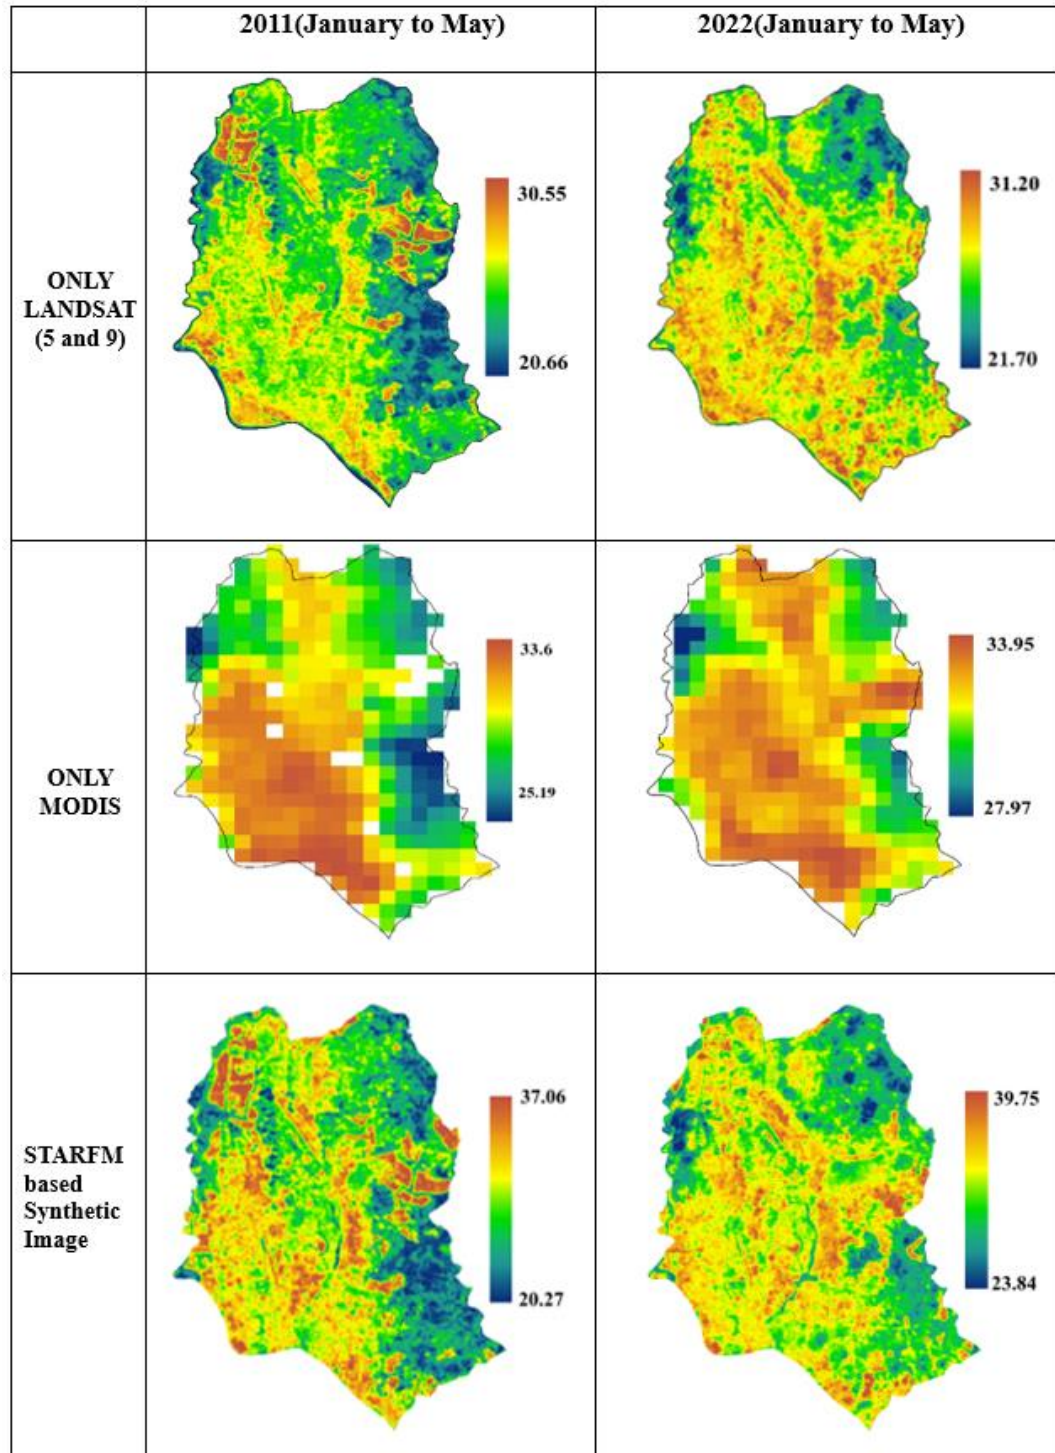 2011(January to May)
2022(January to May)
ONLY
LANDSAT
(5 and 9)
30.55
20.66
31.20
21.70
ONLY
MODIS
33.6
25.19
33.95
27.97
STARFM
based
Synthetic
Image
37.06
20.27
39.75
23.84